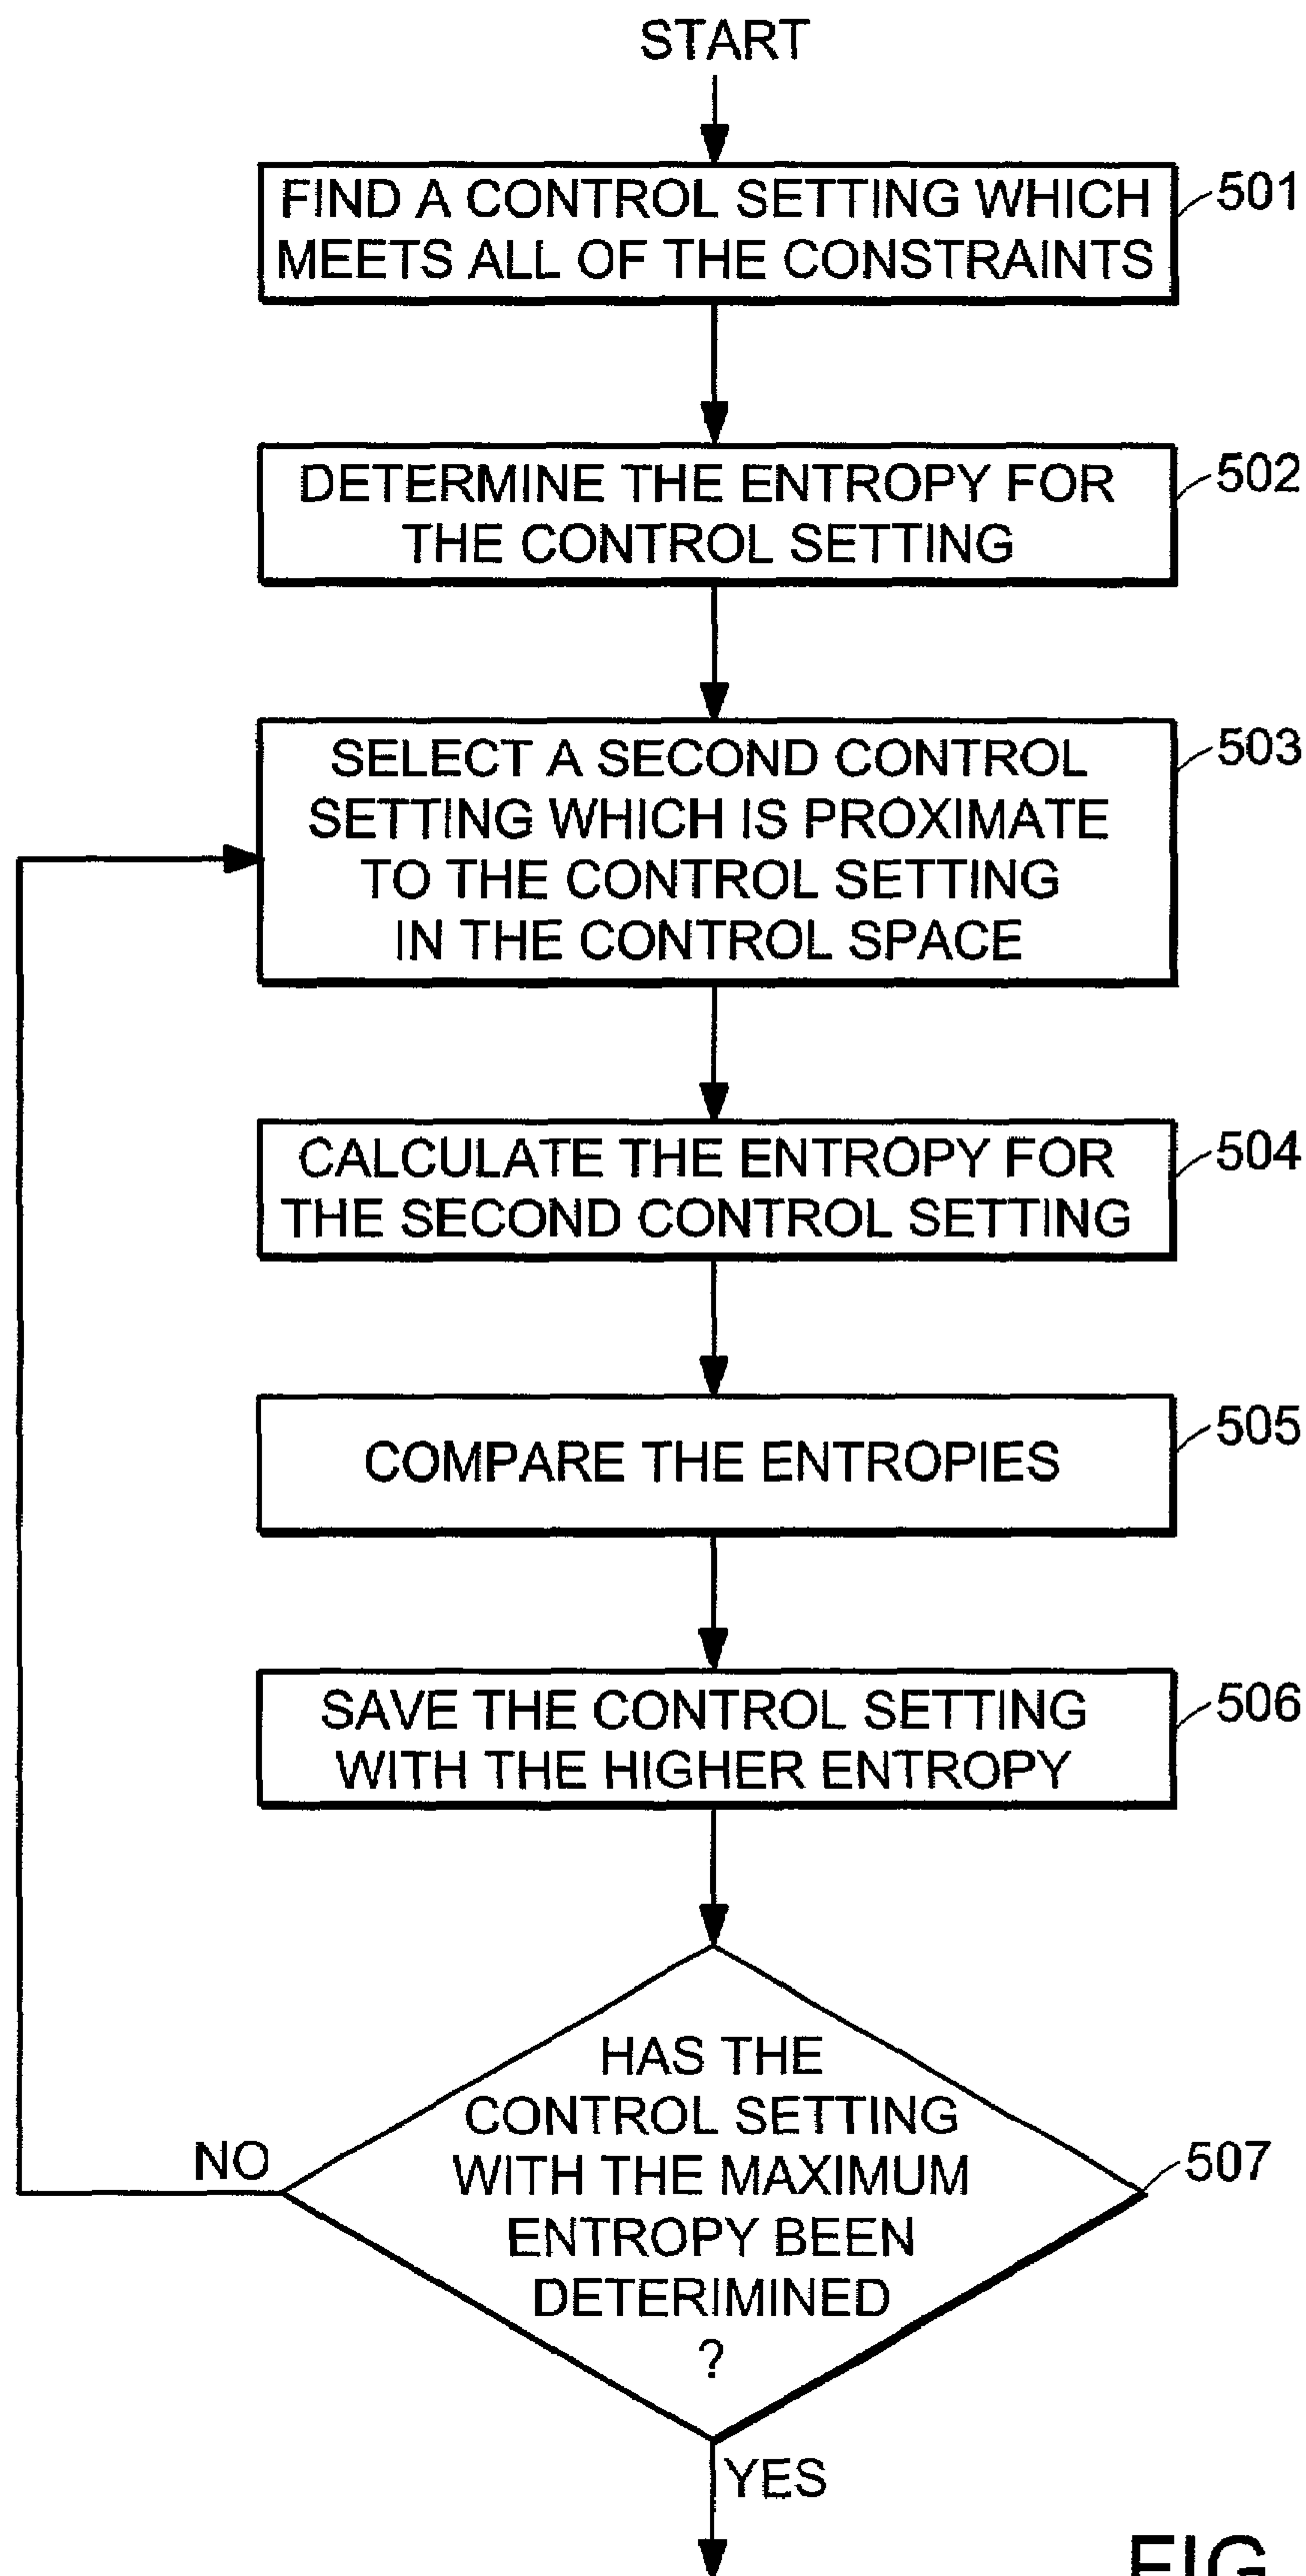 START
FIND A CONTROL SETTING WHICH
MEETS ALL OF THE CONSTRAINTS
501
DETERMINE THE ENTROPY FOR
THE CONTROL SETTING
502
SELECT A SECOND CONTROL
SETTING WHICH IS PROXIMATE
TO THE CONTROL SETTING
IN THE CONTROL SPACE
503
CALCULATE THE ENTROPY FOR
THE SECOND CONTROL SETTING
504
COMPARE THE ENTROPIES
505
SAVE THE CONTROL SETTING
WITH THE HIGHER ENTROPY
506
HAS THE
CONTROL SETTING
WITH THE MAXIMUM
ENTROPY BEEN
DETERIMINED
?
507
NO
YES
FIG